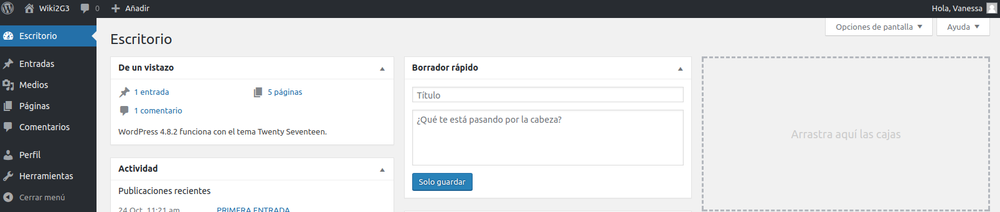 Wiki2G3 0 Añadir Hola, Vanessa
Opciones de pantalla Ayuda
Escritorio
Entradas
Medios
Páginas
Comentarios
Perfil
Herramientas
Cerrar menú
Escritorio
De un vistazo
1 entrada 5 páginas
1 comentario
WordPress 4.8.2 funciona con el tema Twenty Seventeen.
Actividad
Publicaciones recientes
24 Oct, 11:21 am PRIMERA ENTRADA
Borrador rápido
Título
¿Qué te está pasando por la cabeza?
Solo guardar
Arrastra aquí las cajas